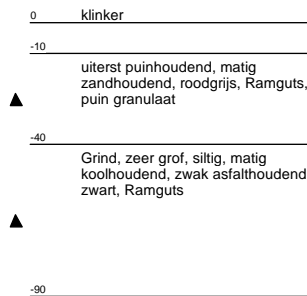 0 klinker
-10
uiterst puinhoudend, matig
zandhoudend, roodgrijs, Ramguts,
puin granulaat
-40
Grind, zeer grof, siltig, matig
koolhoudend, zwak asfalthoudend
zwart, Ramguts
-90